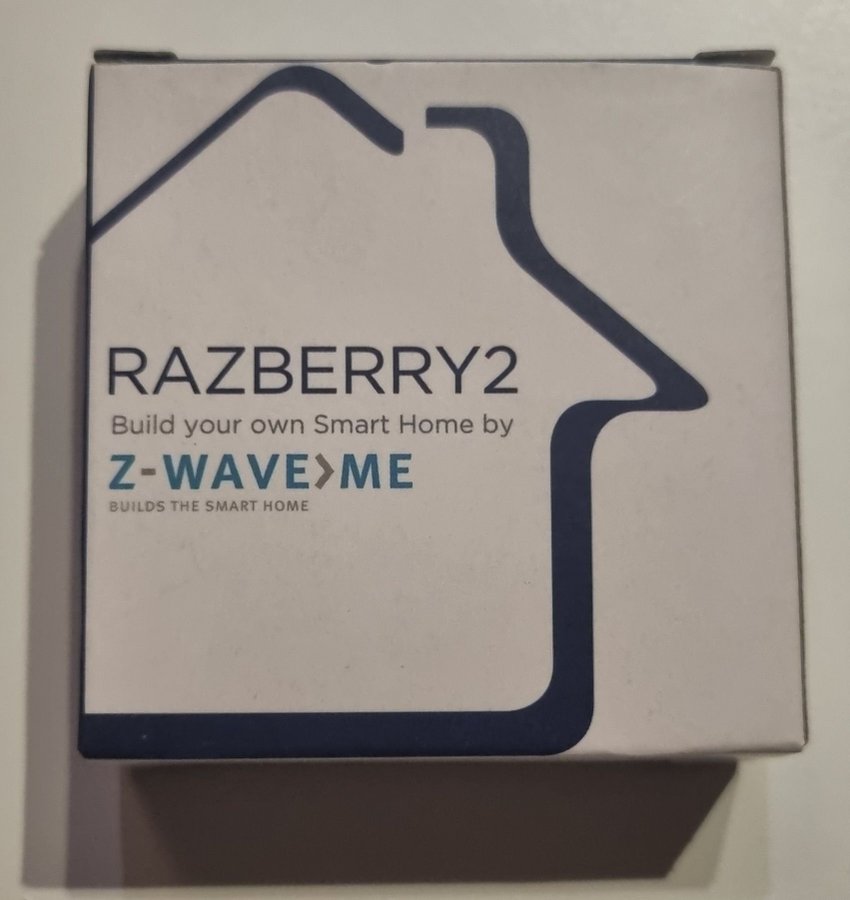 RAZBERRY2
Build your own Smart Home by
Z-WAVE>ME
BUILDS THE SMART HOME